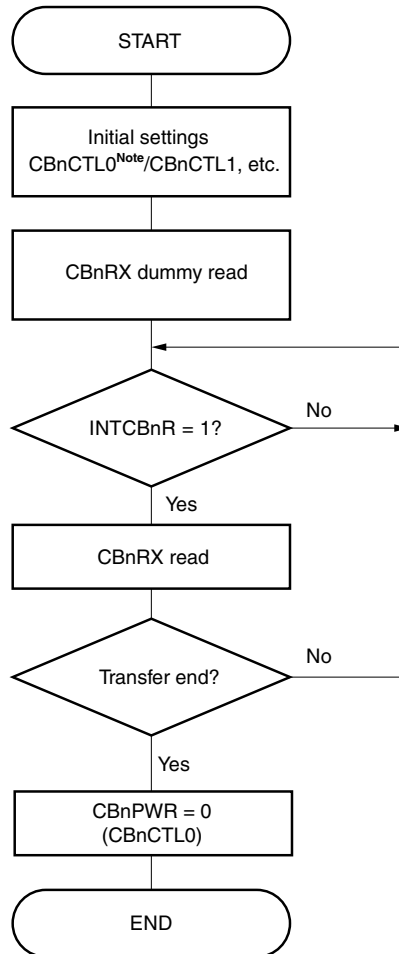 START
Initial settings
CBnCTL0Note/CBnCTL1, etc.
CBnRX dummy read
INTCBnR = 1?
No
Yes
CBnRX read
Transfer end?
No
Yes
CBnPWR = 0
(CBnCTL0)
END